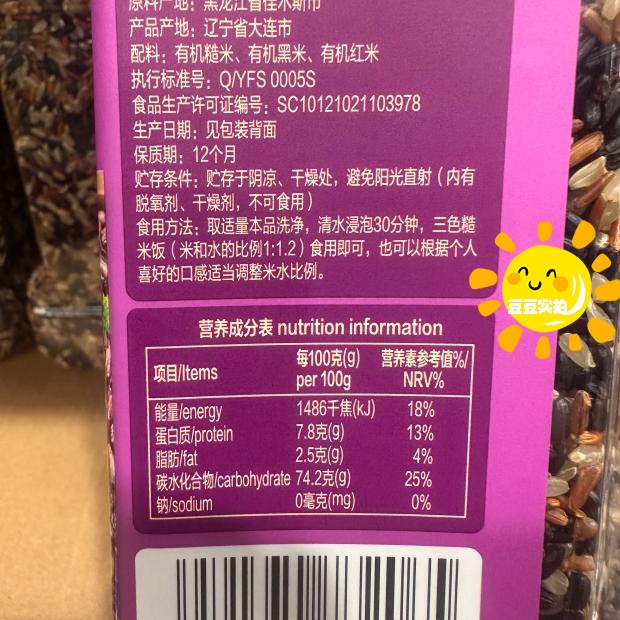 原料产地：黑龙江省佳木斯市
产品产地：辽宁省大连市
配料：有机糙米、有机黑米、有机红米
执行标准号：Q/YFS 0005S
食品生产许可证编号：SC10121021103978
生产日期：见包装背面
保质期：12个月
贮存条件：贮存于阴凉、干燥处，避免阳光直射（内有
脱氧剂、干燥剂，不可食用）
食用方法：取适量本品洗净，清水浸泡30分钟，三色糙
米饭（米和水的比例1:1.2）食用即可，也可以根据个人
喜好的口感适当调整米水比例。
豆豆实拍
营养成分表 nutrition information
项目/Items 每100克(g) per 100g 营养素参考值%/ NRV%
能量/energy 1486千焦(kJ) 18%
蛋白质/protein 7.8克(g) 13%
脂肪/fat 2.5克(g) 4%
碳水化合物/carbohydrate 74.2克(g) 25%
钠/sodium 0毫克(mg) 0%